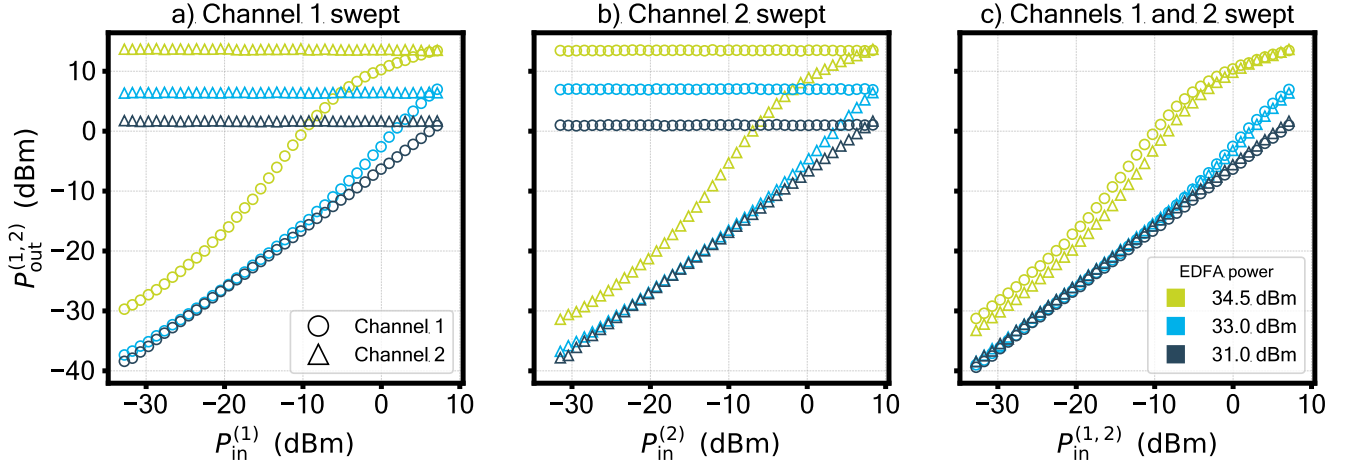 a) Channel 1 swept
b) Channel 2 swept
c) Channels 1 and 2 swept
P_out^(1, 2) (dBm)
10
0
−10
−20
−30
−40
Channel 1
Channel 2
EDFA power
34.5 dBm
33.0 dBm
31.0 dBm
−30 −20 −10 0 10
−30 −20 −10 0 10
−30 −20 −10 0 10
P_in^(1) (dBm)
P_in^(2) (dBm)
P_in^(1, 2) (dBm)